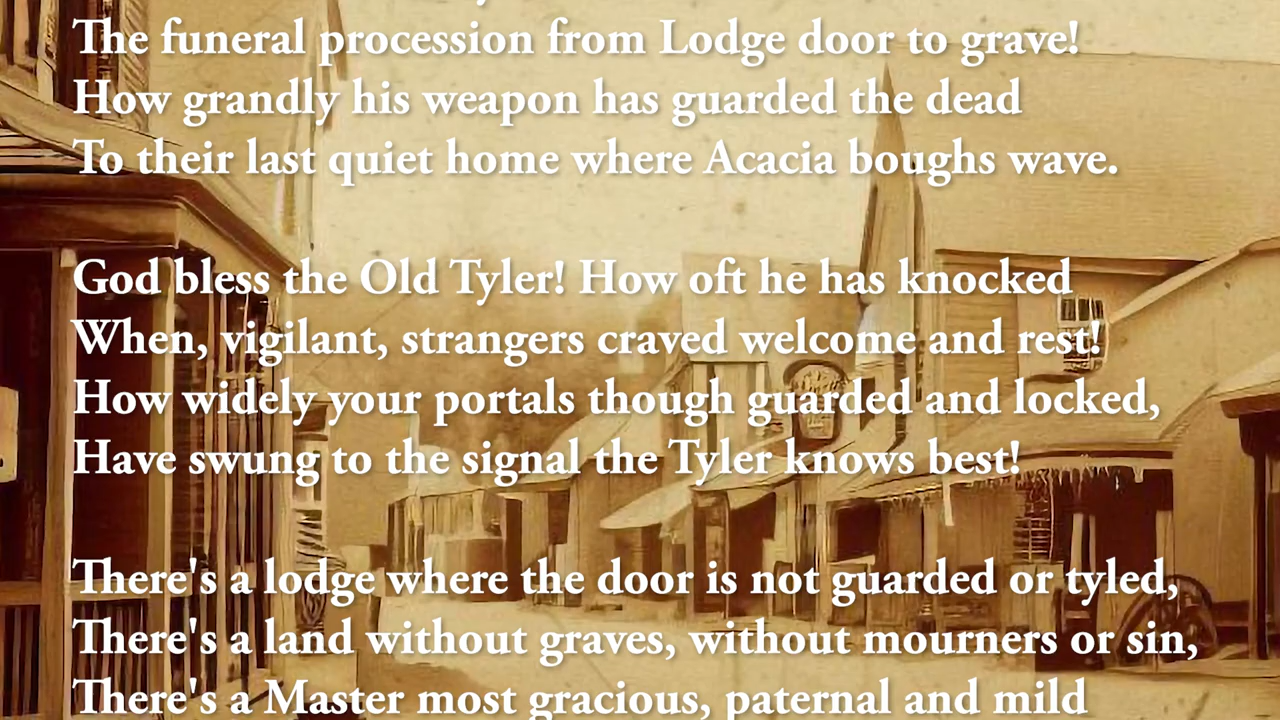 The funeral procession from Lodge door to grave!
How grandly his weapon has guarded the dead
To their last quiet home where Acacia boughs wave.
God bless the Old Tyler! How oft he has knocked
When, vigilant, strangers craved welcome and rest!
How widely your portals though guarded and locked,
Have swung to the signal the Tyler knows best!
There's a lodge where the door is not guarded or tyled,
There's a land without graves, without mourners or sin,
There's a Master most gracious, paternal and mild